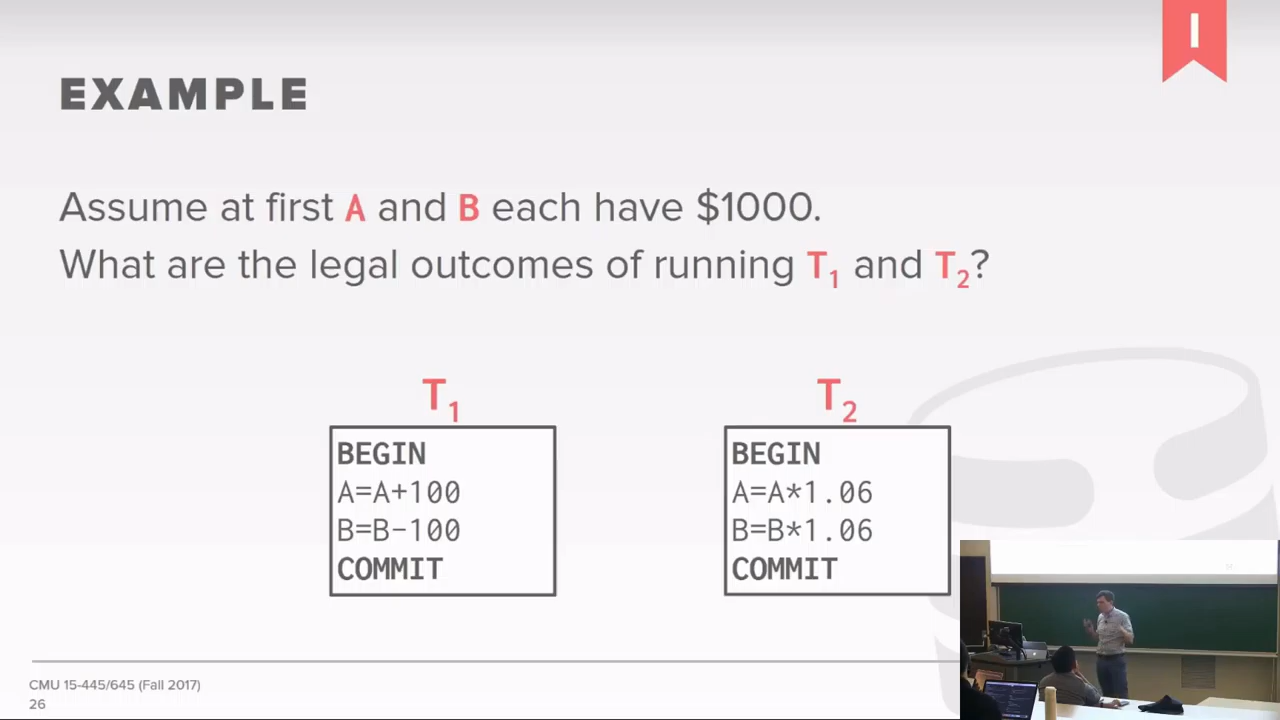 I
EXAMPLE
Assume at first A and B each have $1000.
What are the legal outcomes of running T₁ and T₂?
T₁
BEGIN
A=A+100
B=B-100
COMMIT
T₂
BEGIN
A=A*1.06
B=B*1.06
COMMIT
CMU 15-445/645 (Fall 2017)
26